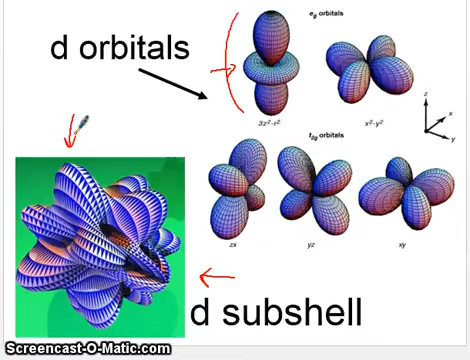 e_g orbitals
d orbitals
3z²-r²
x²-y²
z
x
y
t_2g orbitals
zx
yz
xy
d subshell
Screencast-O-Matic.com